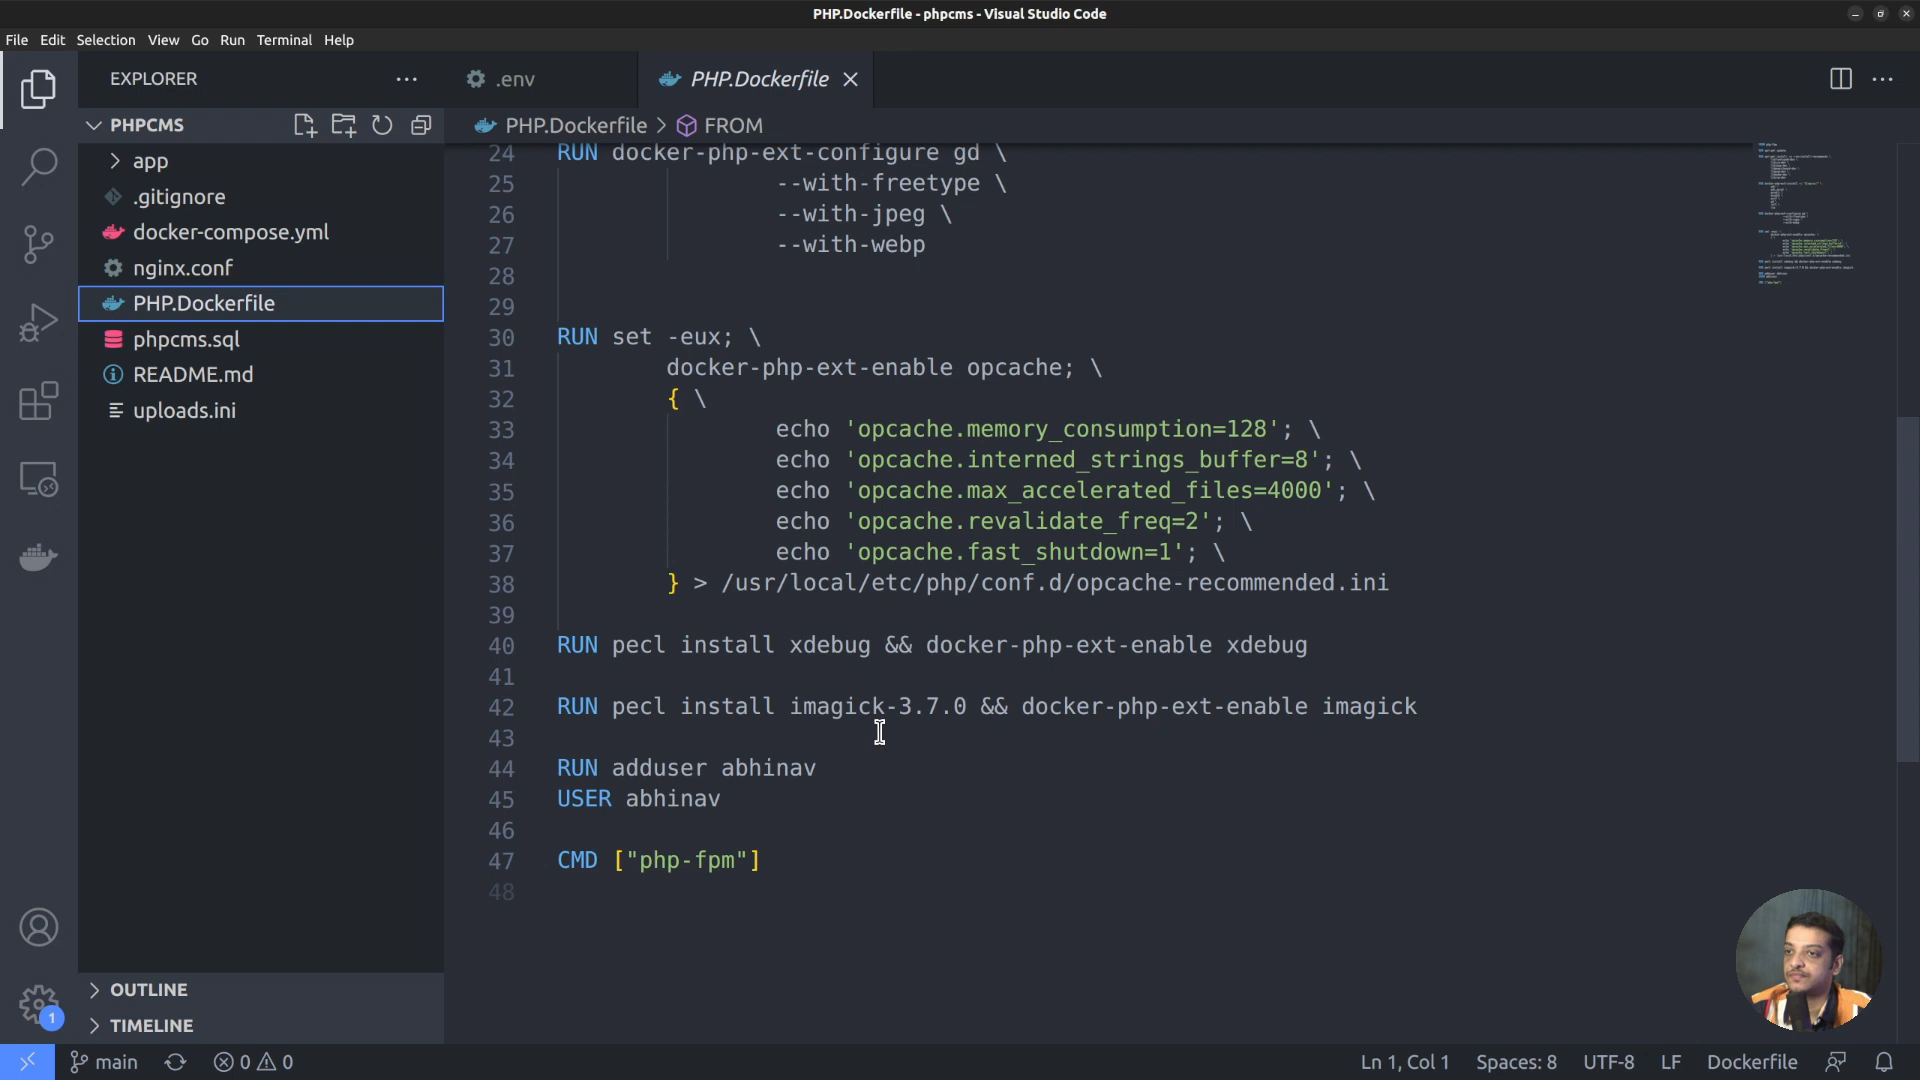 PHP.Dockerfile - phpcms - Visual Studio Code
File Edit Selection View Go Run Terminal Help
EXPLORER
.env
PHP.Dockerfile
PHPCMS
PHP.Dockerfile > FROM
app
.gitignore
docker-compose.yml
nginx.conf
PHP.Dockerfile
phpcms.sql
README.md
uploads.ini
24 RUN docker-php-ext-configure gd \
25 --with-freetype \
26 --with-jpeg \
27 --with-webp
28
29
30 RUN set -eux; \
31 docker-php-ext-enable opcache; \
32 { \
33 echo 'opcache.memory_consumption=128'; \
34 echo 'opcache.interned_strings_buffer=8'; \
35 echo 'opcache.max_accelerated_files=4000'; \
36 echo 'opcache.revalidate_freq=2'; \
37 echo 'opcache.fast_shutdown=1'; \
38 } > /usr/local/etc/php/conf.d/opcache-recommended.ini
39
40 RUN pecl install xdebug && docker-php-ext-enable xdebug
41
42 RUN pecl install imagick-3.7.0 && docker-php-ext-enable imagick
43
44 RUN adduser abhinav
45 USER abhinav
46
47 CMD ["php-fpm"]
48
OUTLINE
TIMELINE
1
main
0 0
Ln 1, Col 1 Spaces: 8 UTF-8 LF Dockerfile